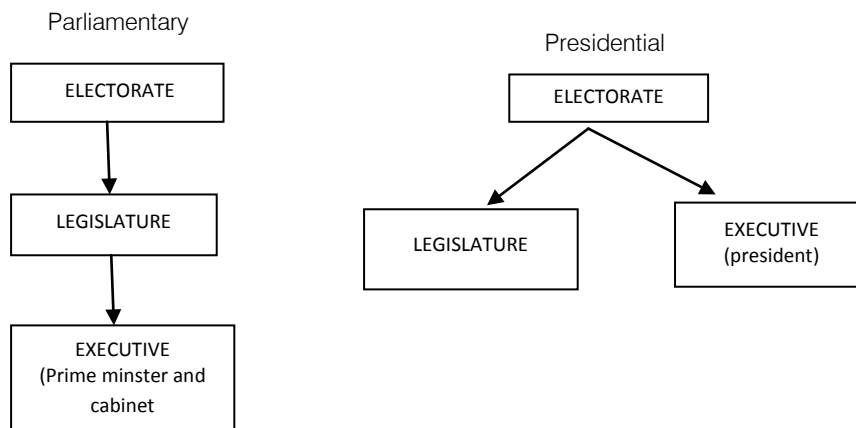 Parliamentary
ELECTORATE
LEGISLATURE
EXECUTIVE
(Prime minster and
cabinet
Presidential
ELECTORATE
LEGISLATURE
EXECUTIVE
(president)